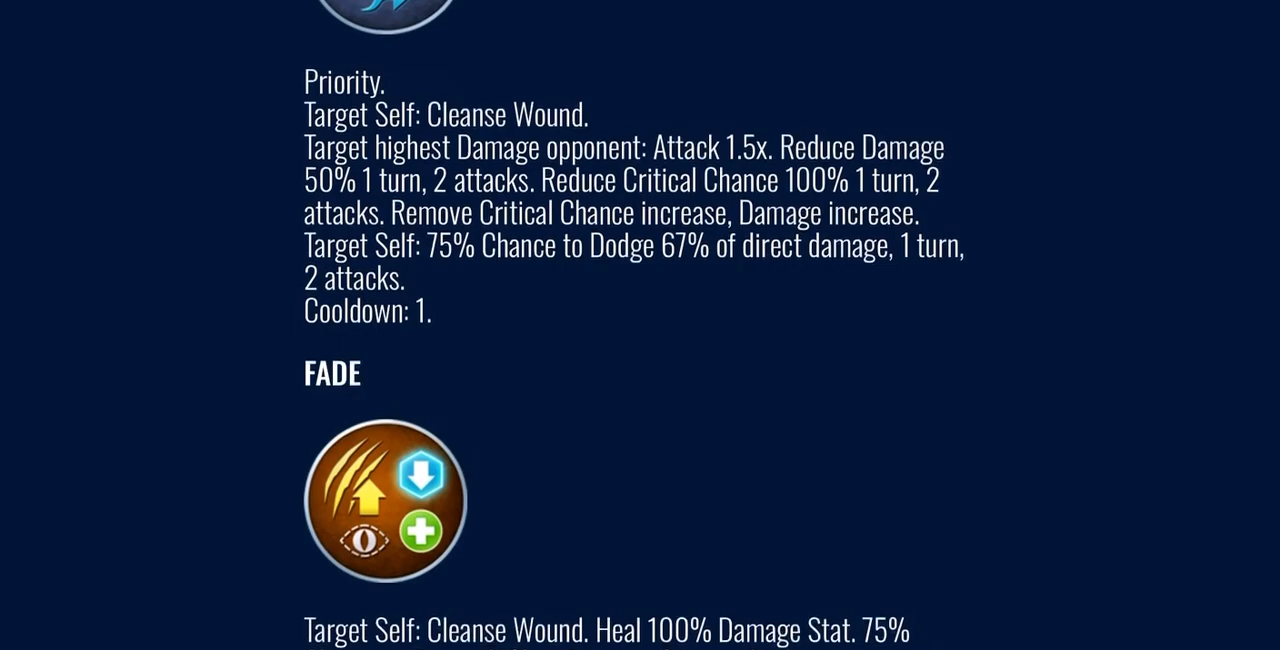 Priority.
Target Self: Cleanse Wound.
Target highest Damage opponent: Attack 1.5x. Reduce Damage
50% 1 turn, 2 attacks. Reduce Critical Chance 100% 1 turn, 2
attacks. Remove Critical Chance increase, Damage increase.
Target Self: 75% Chance to Dodge 67% of direct damage, 1 turn,
2 attacks.
Cooldown: 1.
FADE
Target Self: Cleanse Wound. Heal 100% Damage Stat. 75%